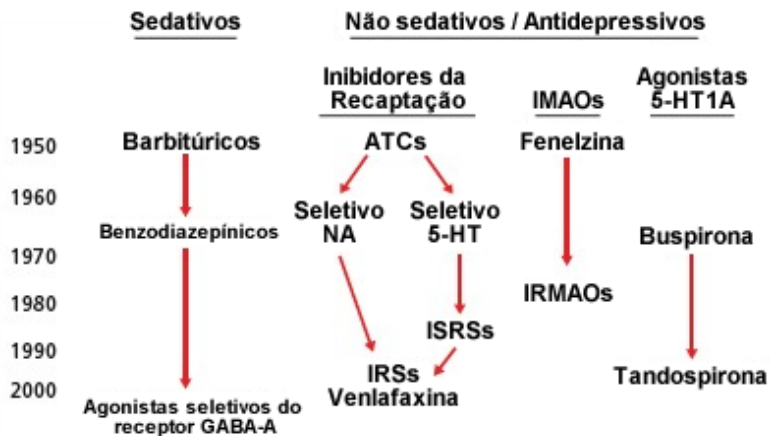 Sedativos
Não sedativos / Antidepressivos
Inibidores da
Recaptação
IMAOs
Agonistas
5-HT1A
1950
Barbitúricos
ATCs
Fenelzina
1960
Benzodiazepínicos
Seletivo
NA
Seletivo
5-HT
Buspirona
1970
IRMAOs
1980
ISRSs
1990
IRSs
Venlafaxina
Tandospirona
2000
Agonistas seletivos do
receptor GABA-A